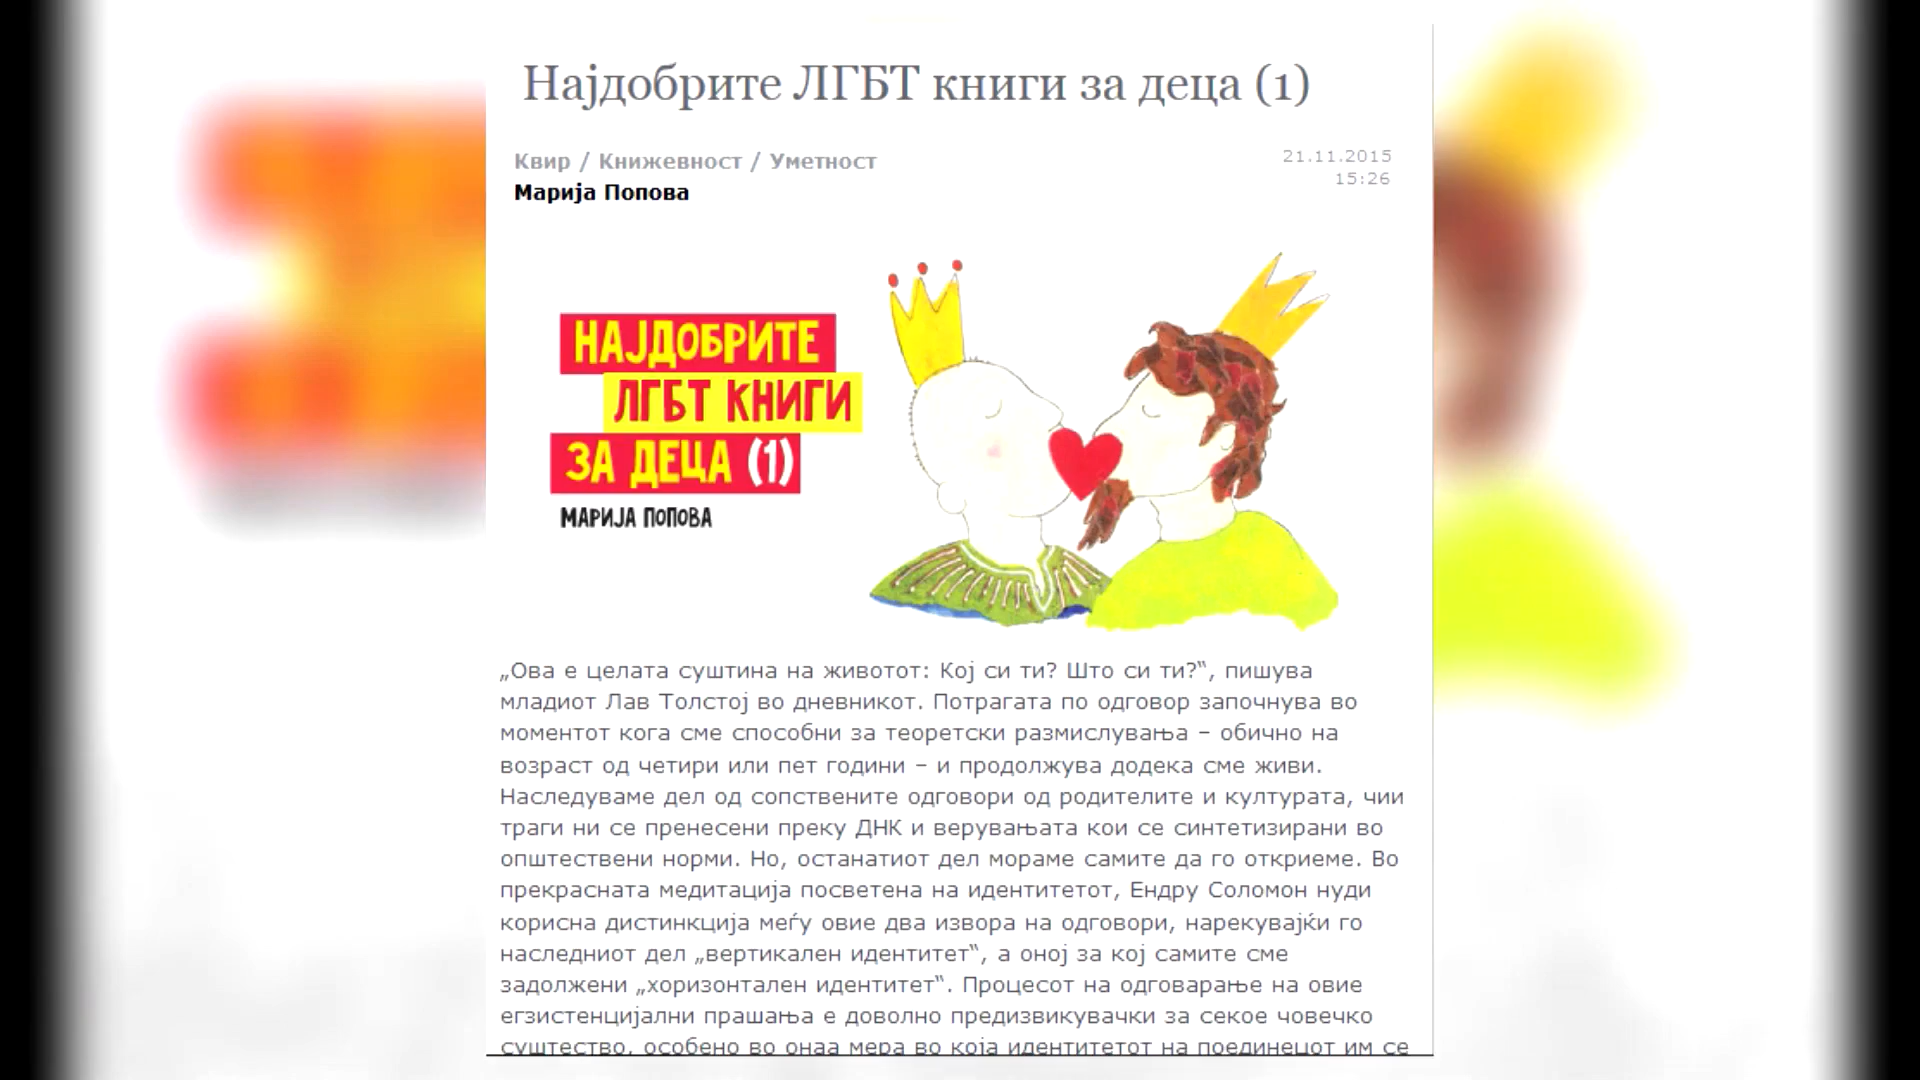 Најдобрите ЛГБТ книги за деца (1)
Квир / Книжевност / Уметност
21.11.2015
15:26
Марија Попова
НАЈДОБРИТЕ
ЛГБТ КНИГИ
ЗА ДЕЦА (1)
МАРИЈА ПОПОВА
„Ова е целата суштина на животот: Кој си ти? Што си ти?“, пишува
младиот Лав Толстој во дневникот. Потрагата по одговор започнува во
моментот кога сме способни за теоретски размислувања – обично на
возраст од четири или пет години – и продолжува додека сме живи.
Наследуваме дел од сопствените одговори од родителите и културата, чии
траги ни се пренесени преку ДНК и верувањата кои се синтетизирани во
општествени норми. Но, останатиот дел мораме самите да го откриеме. Во
прекрасната медитација посветена на идентитетот, Ендру Соломон нуди
корисна дистинкција меѓу овие два извора на одговори, нарекувајќи го
наследниот дел „вертикален идентитет“, а оној за кој самите сме
задолжени „хоризонтален идентитет“. Процесот на одговарање на овие
егзистенцијални прашања е доволно предизвикувачки за секое човечко
суштество, особено во онаа мера во која идентитетот на поединецот им се